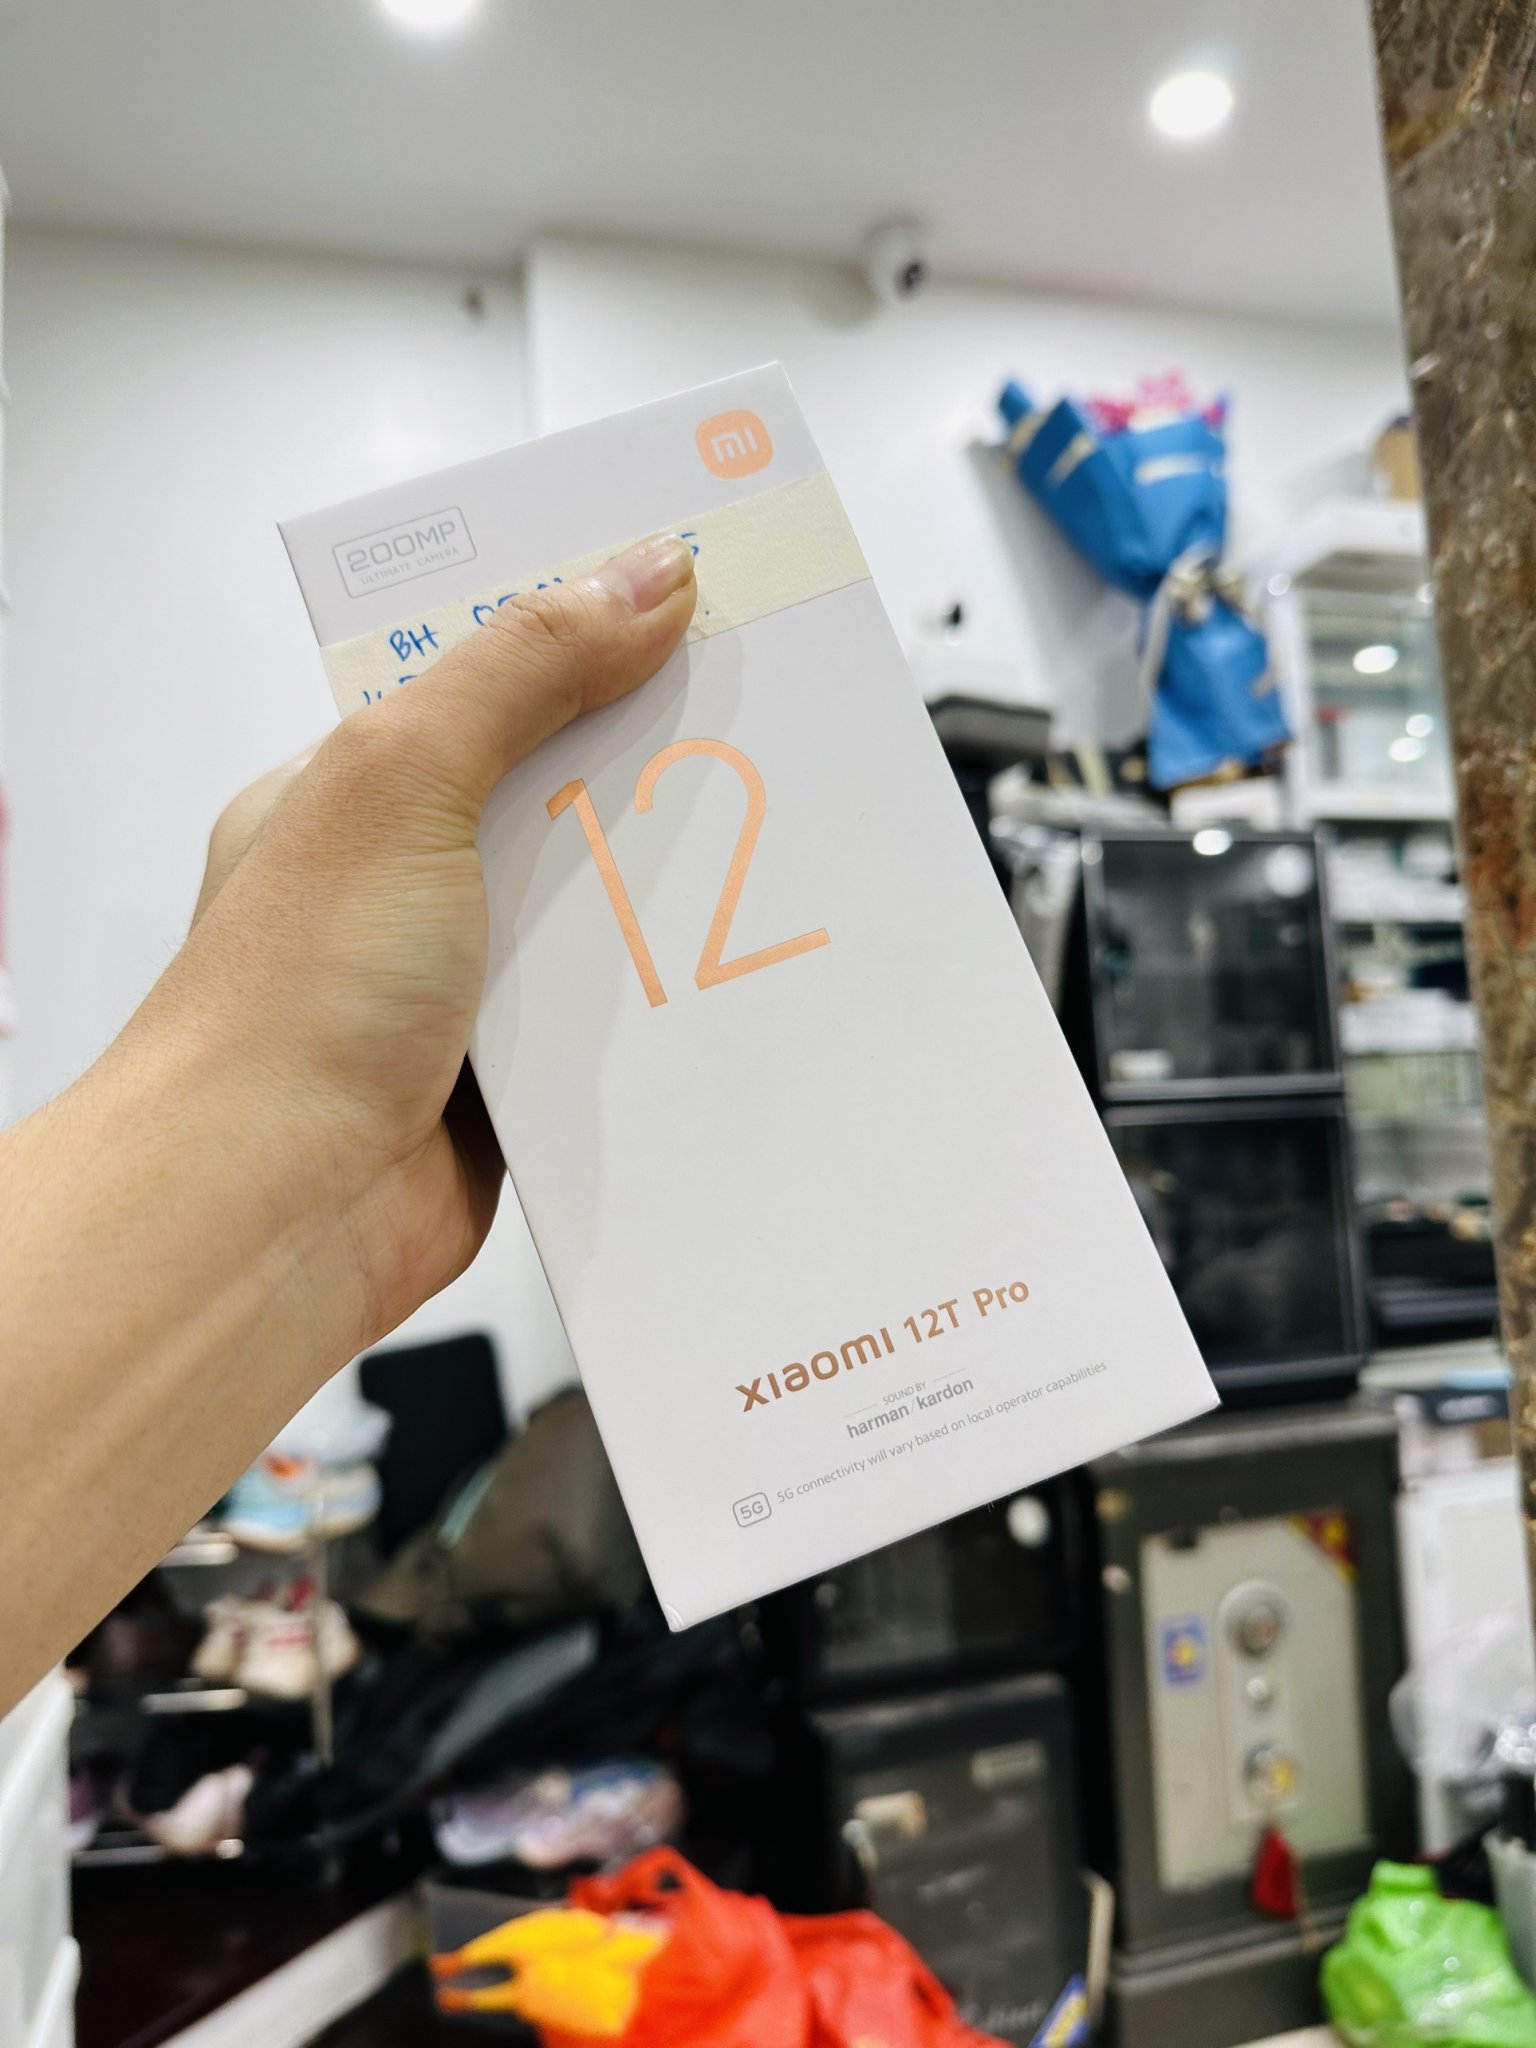 mi
200MP
ULTIMATE CAMERA
BH
12
xiaomi 12T Pro
SOUND BY
harman/kardon
5G 5G connectivity will vary based on local operator capabilities